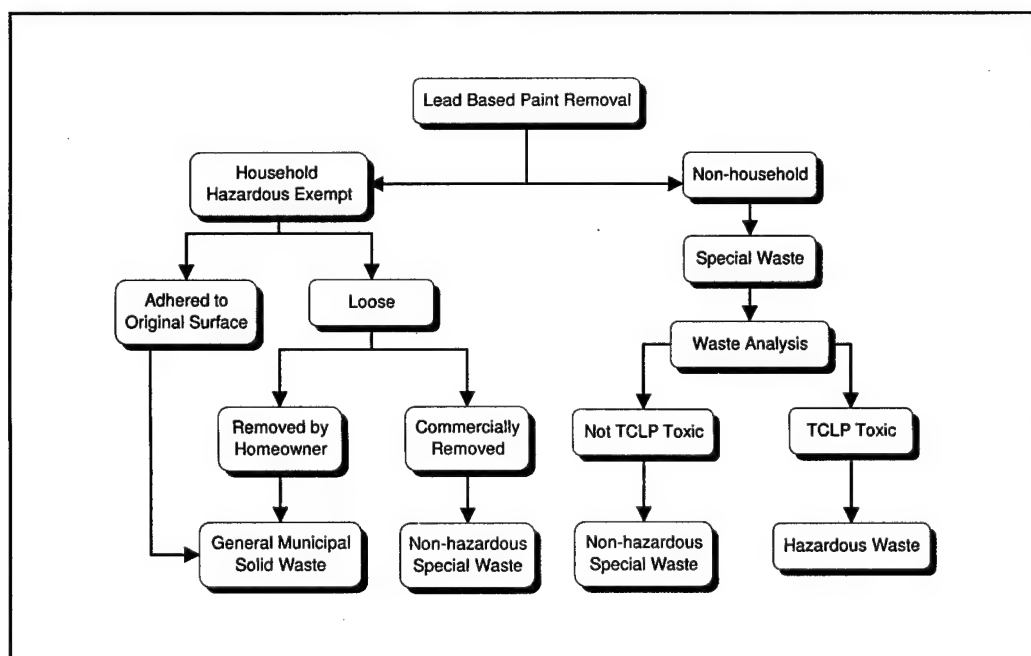 Lead Based Paint Removal
Household
Hazardous Exempt
Non-household
Special Waste
Adhered to
Original Surface
Loose
Waste Analysis
Removed by
Homeowner
Commercially
Removed
Not TCLP Toxic
TCLP Toxic
General Municipal
Solid Waste
Non-hazardous
Special Waste
Non-hazardous
Special Waste
Hazardous Waste